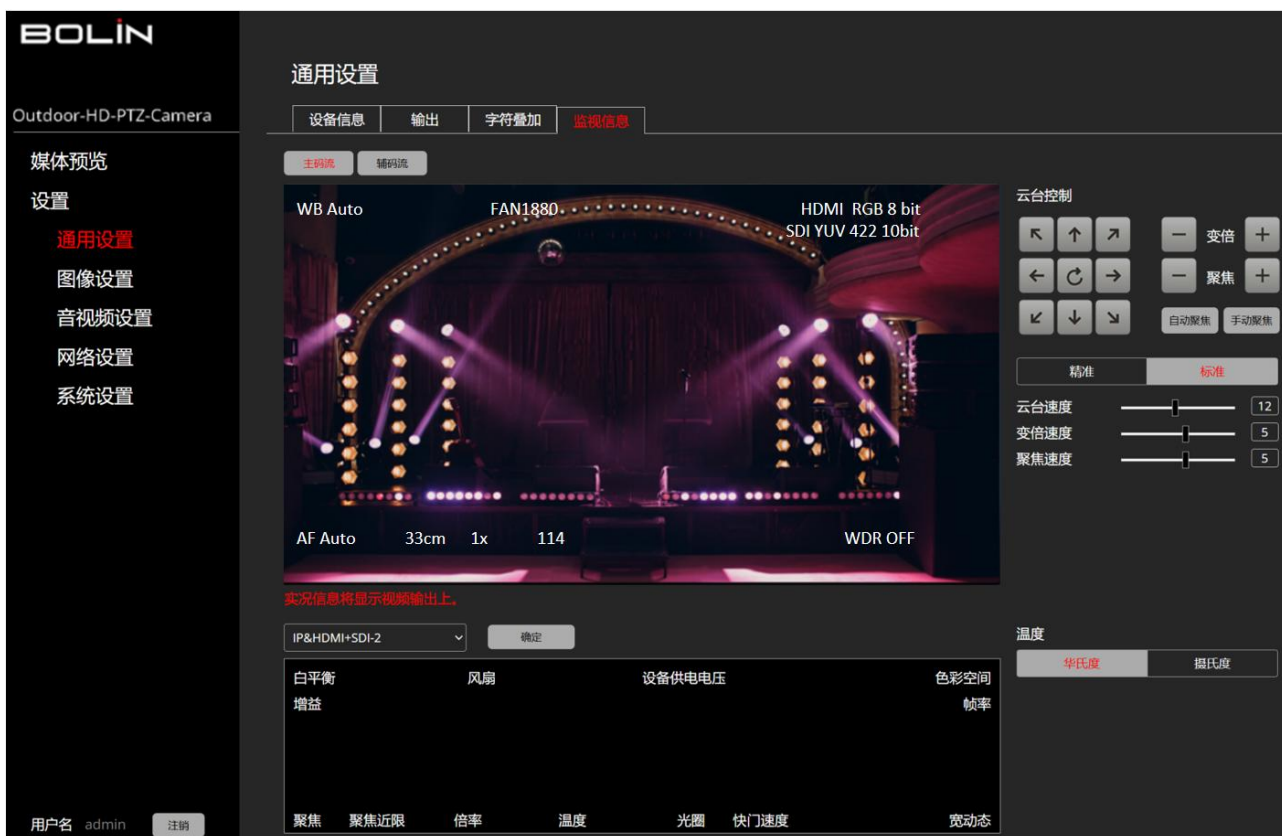 BOLIN
Outdoor-HD-PTZ-Camera
媒体预览
设置
通用设置
图像设置
音视频设置
网络设置
系统设置
用户名 admin 注销
通用设置
设备信息 输出 字符叠加 监视信息
主码流 辅码流
WB Auto FAN1880 HDMI RGB 8 bit
SDI YUV 422 10bit
AF Auto 33cm 1x 114 WDR OFF
实况信息将显示视频输出上。
IP&HDMI+SDI-2 确定
白平衡 风扇 设备供电电压 色彩空间
增益 帧率
聚焦 聚焦近限 倍率 温度 光圈 快门速度 宽动态
云台控制
变倍
聚焦
自动聚焦 手动聚焦
精准 标准
云台速度 12
变倍速度 5
聚焦速度 5
温度
华氏度 摄氏度